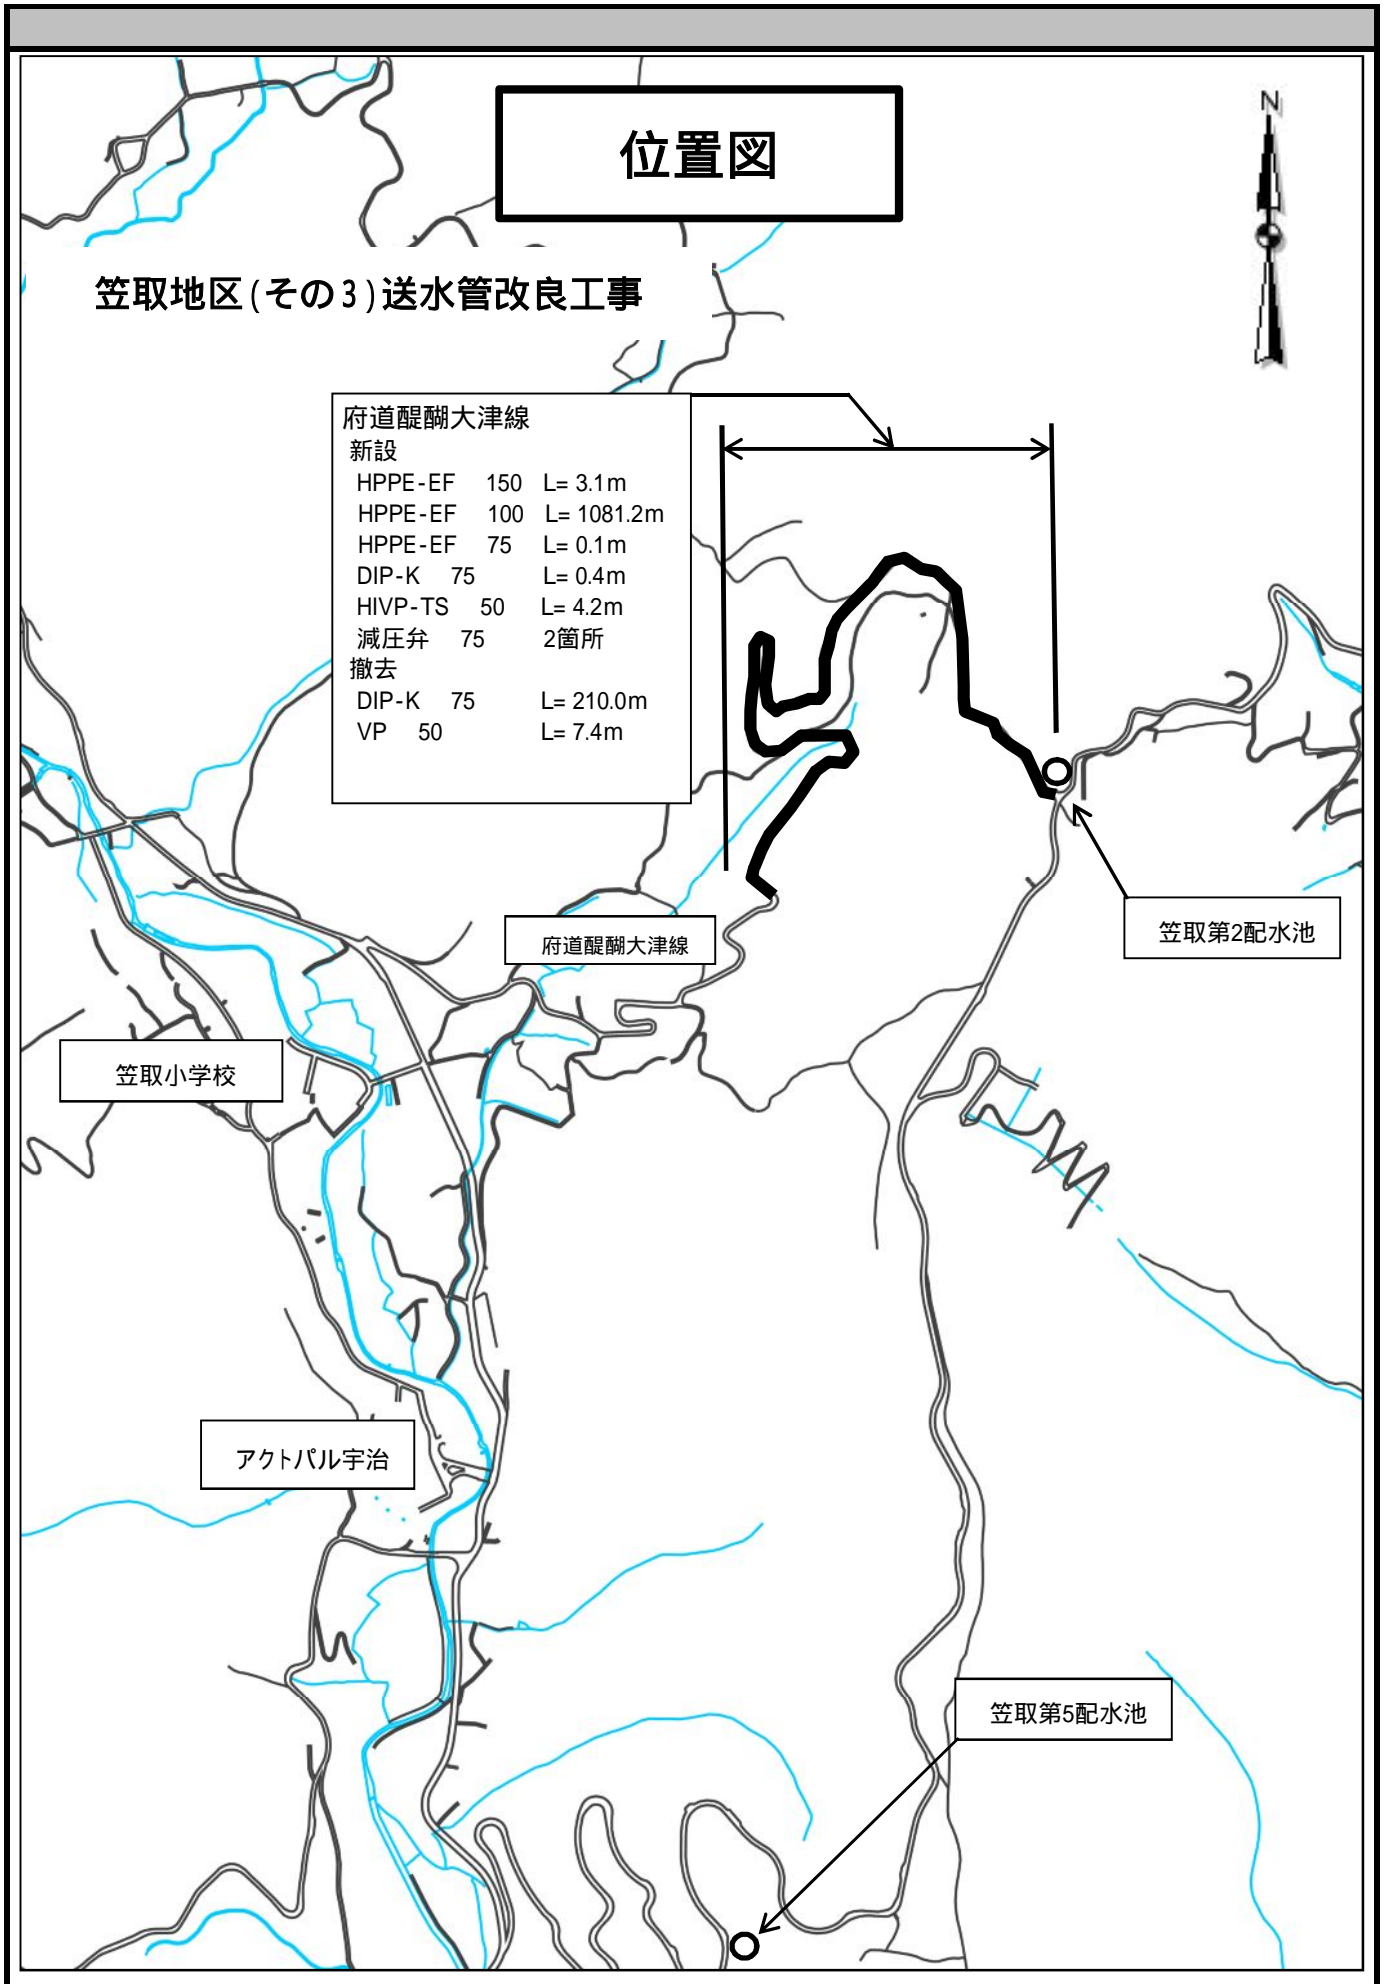 位置図
N
笠取地区(その3)送水管改良工事
府道醍醐大津線
新設
HPPE-EF 150 L= 3.1m
HPPE-EF 100 L= 1081.2m
HPPE-EF 75 L= 0.1m
DIP-K 75 L= 0.4m
HIVP-TS 50 L= 4.2m
減圧弁 75 2箇所
撤去
DIP-K 75 L= 210.0m
VP 50 L= 7.4m
笠取第2配水池
府道醍醐大津線
笠取小学校
アクトパル宇治
笠取第5配水池